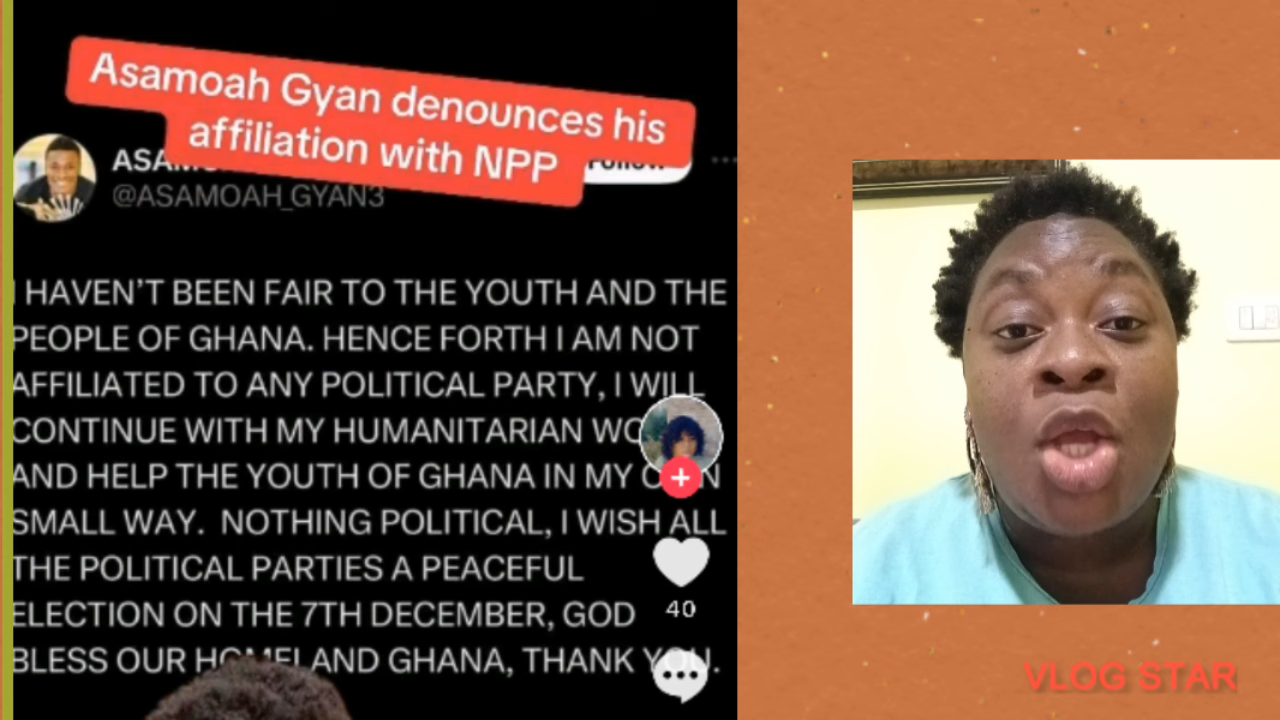 Asamoah Gyan denounces his
affiliation with NPP
@ASAMOAH_GYAN3
I HAVEN'T BEEN FAIR TO THE YOUTH AND THE
PEOPLE OF GHANA. HENCE FORTH I AM NOT
AFFILIATED TO ANY POLITICAL PARTY, I WILL
CONTINUE WITH MY HUMANITARIAN
AND HELP THE YOUTH OF GHANA IN MY
SMALL WAY. NOTHING POLITICAL, I WISH ALL
THE POLITICAL PARTIES A PEACEFUL
ELECTION ON THE 7TH DECEMBER, GOD
BLESS OUR HOMELAND GHANA, THANK YOU.
40
VLOG STAR